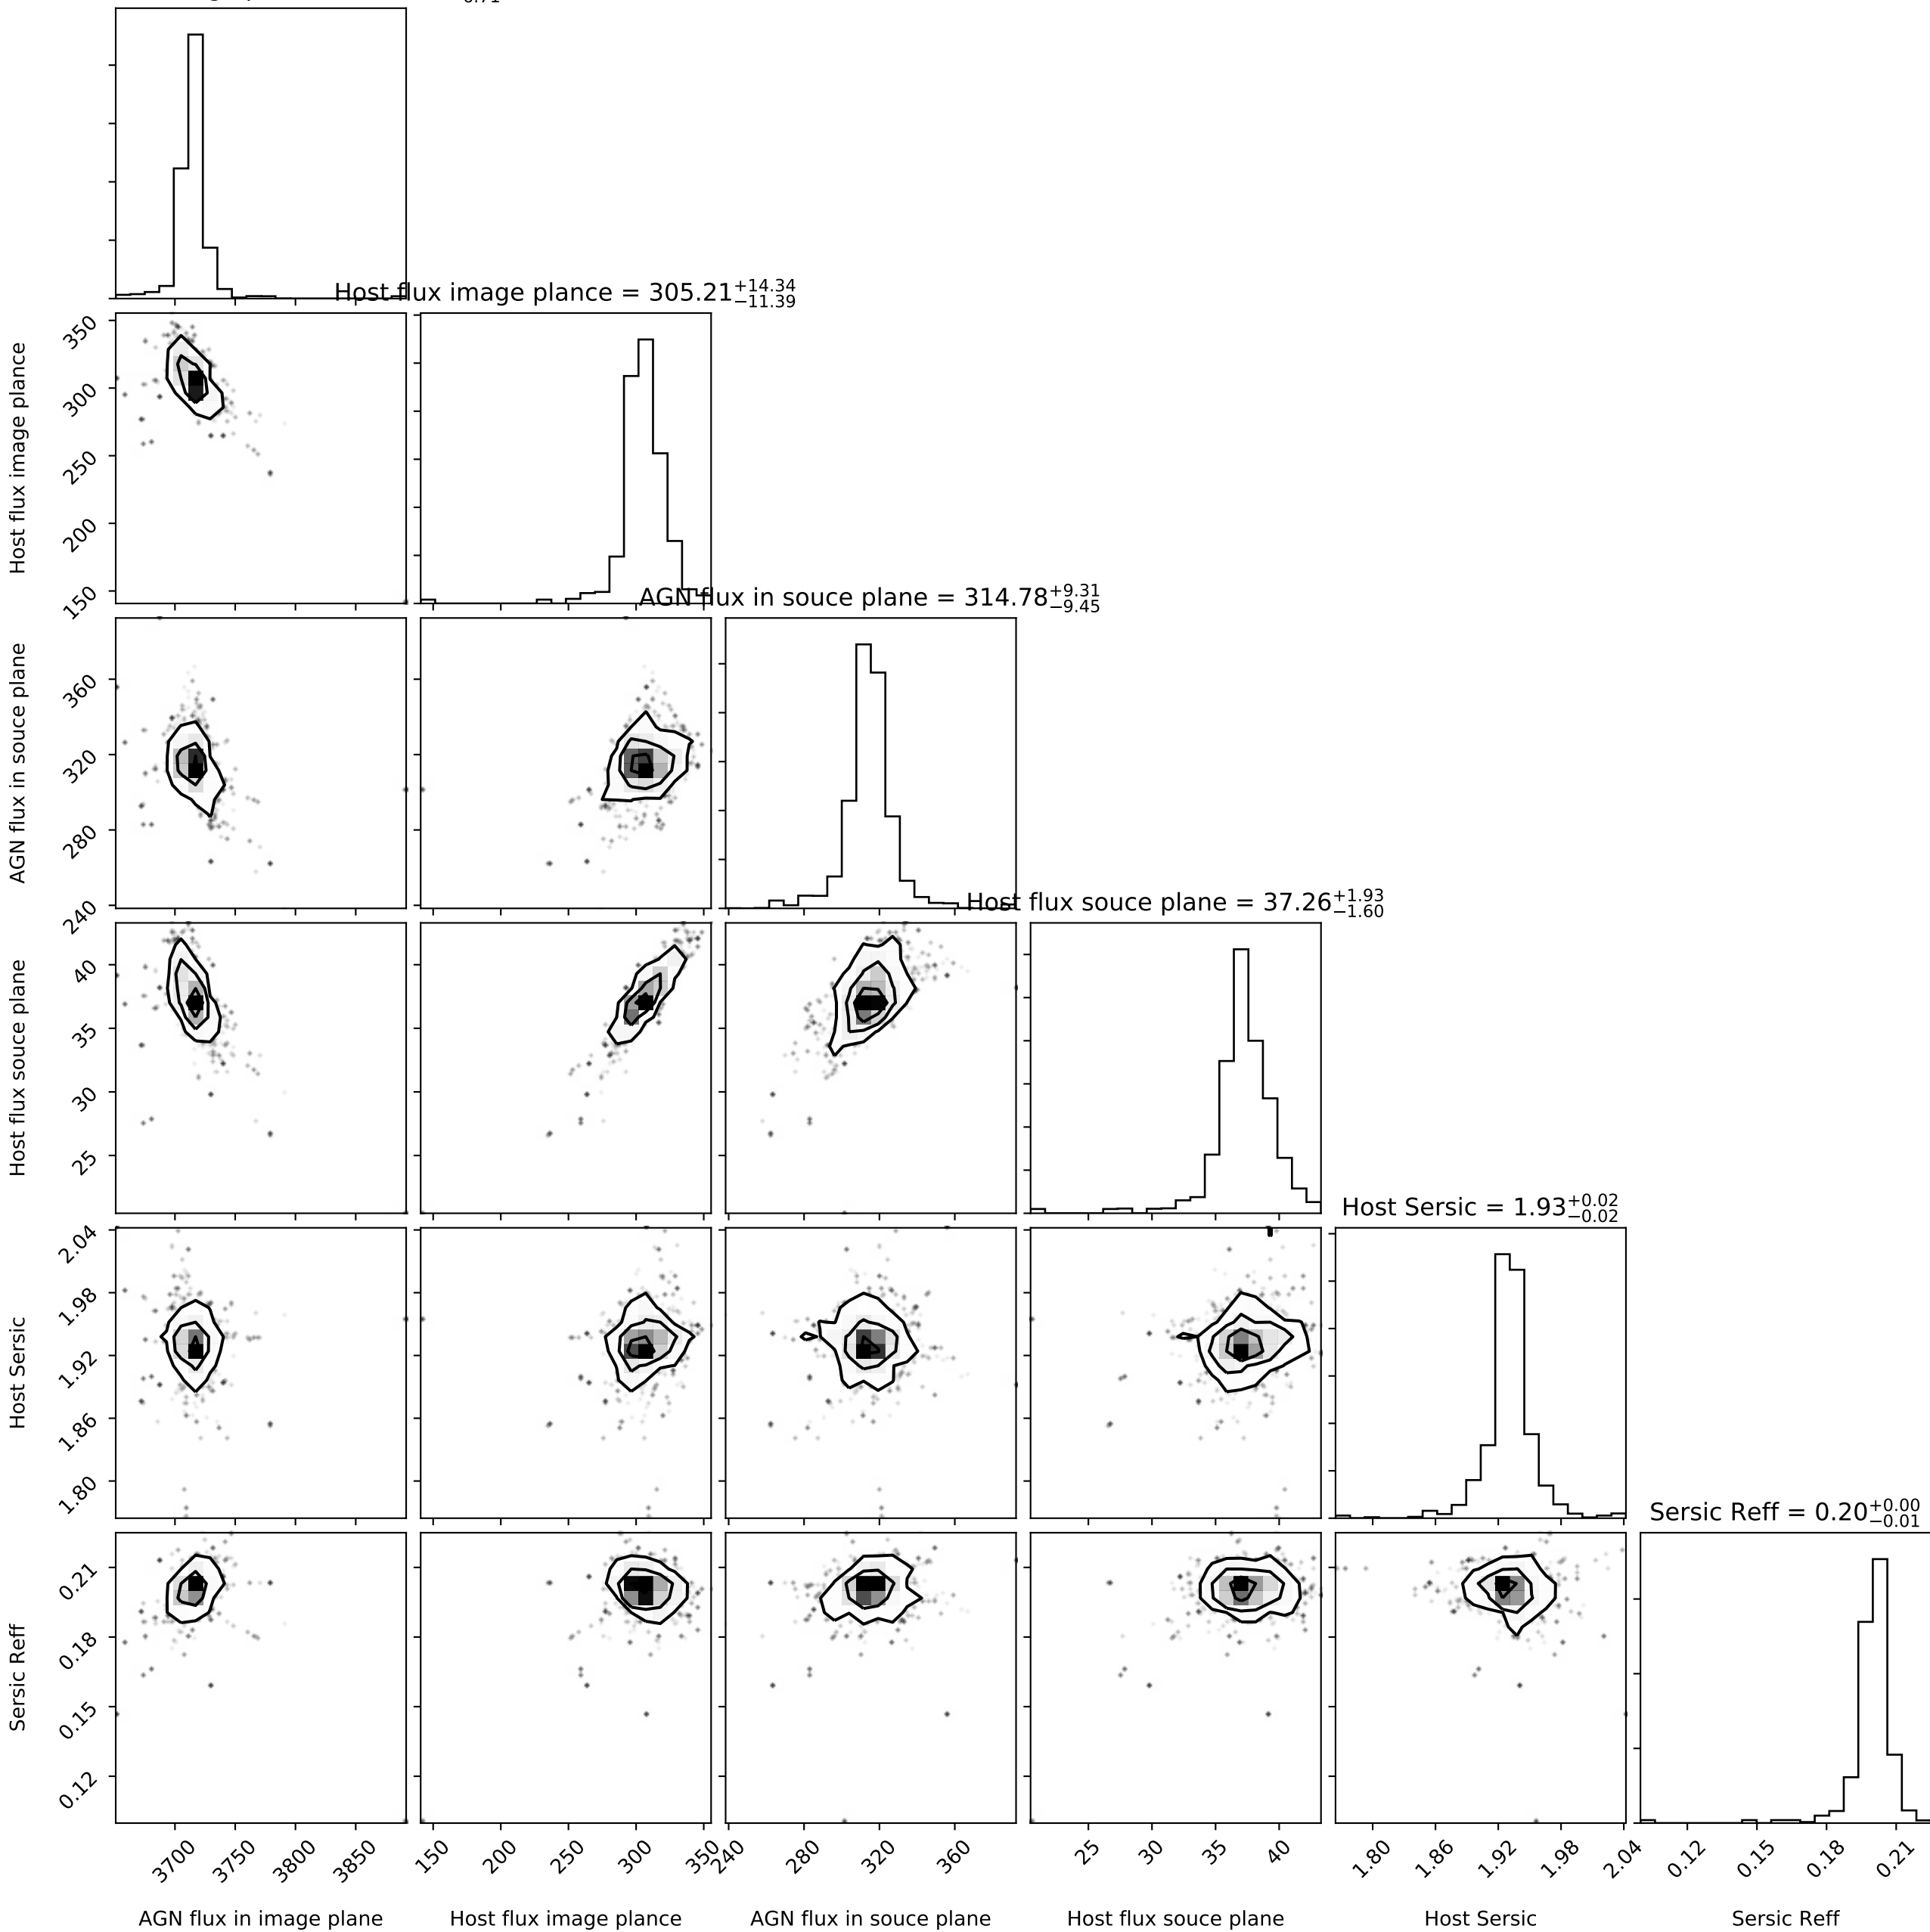 Host flux image plance = 305.21 +14.34 −11.39
350
300
250
200
150
Host flux image plance
AGN flux in souce plane = 314.78 +9.31 −9.45
360
320
280
240
AGN flux in souce plane
Host flux souce plane = 37.26 +1.93 −1.60
40
35
30
25
Host flux souce plane
Host Sersic = 1.93 +0.02 −0.02
2.04
1.98
1.92
1.86
1.80
Host Sersic
Sersic Reff = 0.20 +0.00 −0.01
0.21
0.18
0.15
0.12
Sersic Reff
3700 3750 3800 3850
150 200 250 300 350
240 280 320 360
25 30 35 40
1.80 1.86 1.92 1.98 2.04
0.12 0.15 0.18 0.21
AGN flux in image plane
Host flux image plance
AGN flux in souce plane
Host flux souce plane
Host Sersic
Sersic Reff